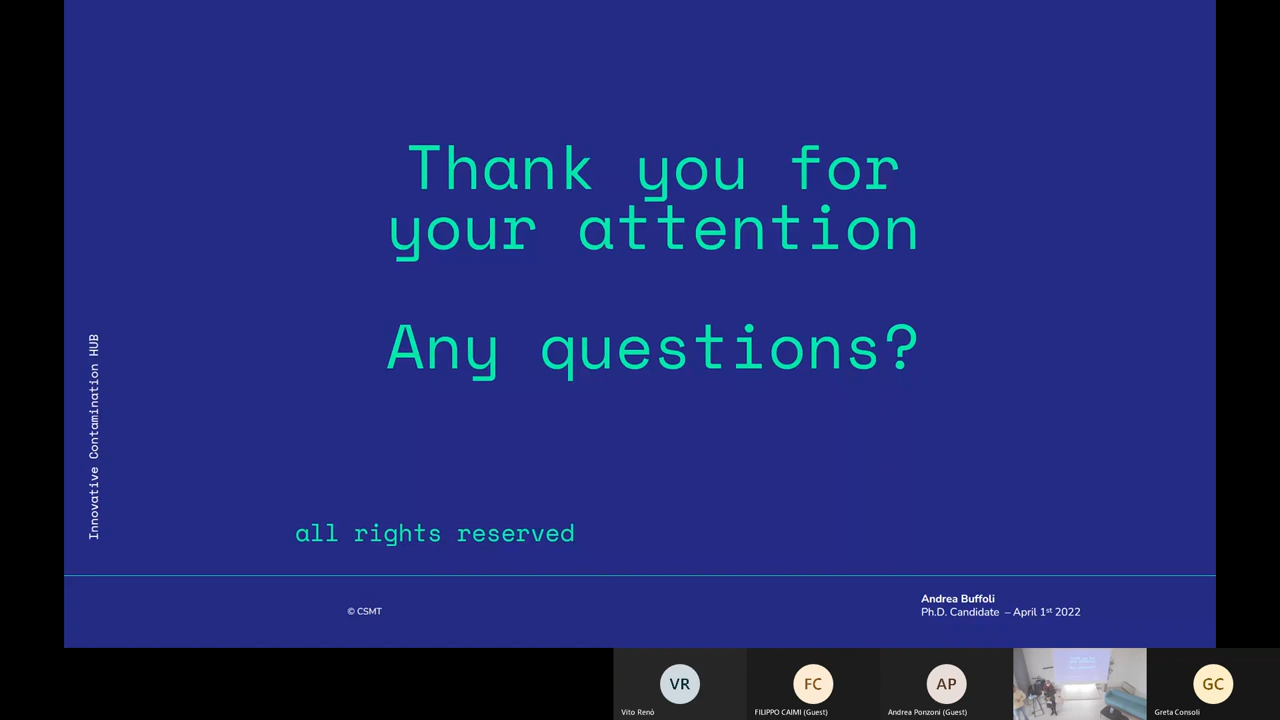 Thank you for
your attention
Any questions?
Innovative Contamination HUB
all rights reserved
© CSMT
Andrea Buffoli
Ph.D. Candidate – April 1st 2022
VR
Vito Renò
FC
FILIPPO CAIMI (Guest)
AP
Andrea Ponzoni (Guest)
GC
Greta Consoli